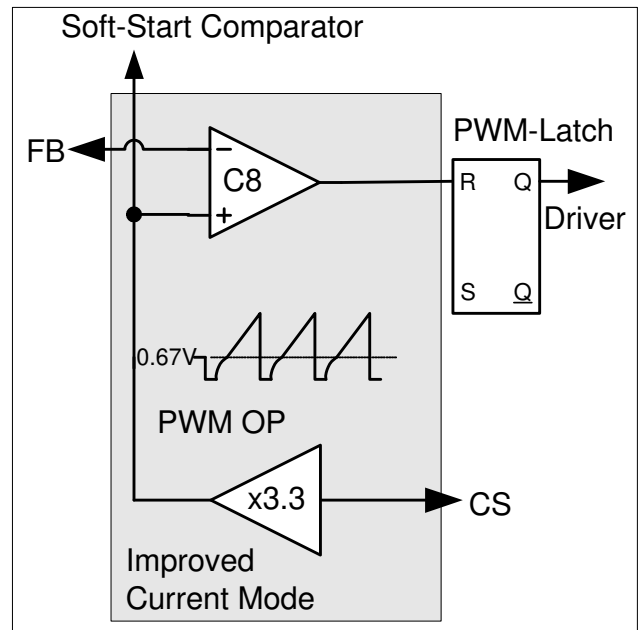 Soft-Start Comparator
FB
−
C8
+
PWM-Latch
R Q
Driver
S Q
0.67V
PWM OP
x3.3
CS
Improved
Current Mode